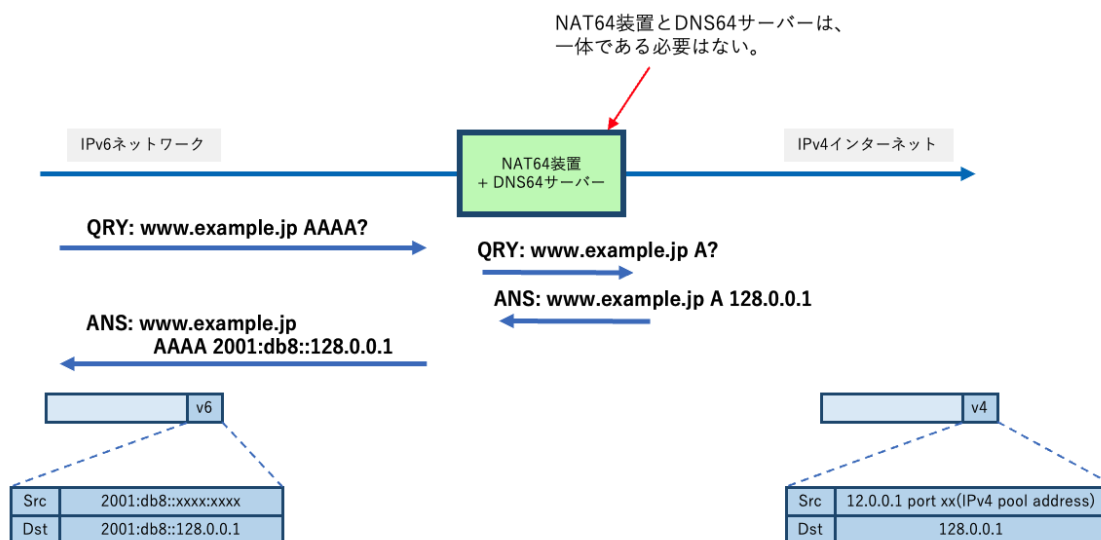 NAT64装置とDNS64サーバーは、
一体である必要はない。
IPv6ネットワーク
NAT64装置
+ DNS64サーバー
IPv4インターネット
QRY: www.example.jp AAAA?
QRY: www.example.jp A?
ANS: www.example.jp A 128.0.0.1
ANS: www.example.jp
AAAA 2001:db8::128.0.0.1
v6
v4
Src 2001:db8::xxxx:xxxx
Dst 2001:db8::128.0.0.1
Src 12.0.0.1 port xx(IPv4 pool address)
Dst 128.0.0.1